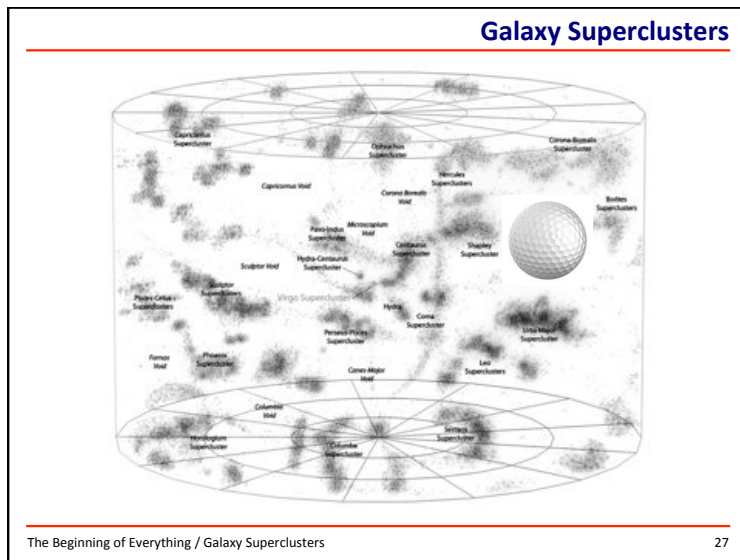 Galaxy Superclusters
Capricornus
Supercluster
Ophiuchus
Supercluster
Corona-Borealis
Supercluster
Hercules
Superclusters
Capricornus Void
Corona Borealis
Void
Boötes
Superclusters
Pavo-Indus
Supercluster
Microscopium
Void
Centaurus
Supercluster
Shapley
Supercluster
Hydra-Centaurus
Supercluster
Sculptor Void
Sculptor
Superclusters
Pisces-Cetus
Superclusters
Virgo Supercluster
Hydra
Coma
Supercluster
Perseus-Pisces
Supercluster
Ursa Major
Supercluster
Fornax
Void
Phoenix
Supercluster
Canes-Major
Void
Leo
Superclusters
Columba
Void
Horologium
Supercluster
Columba
Supercluster
Sextans
Supercluster
The Beginning of Everything / Galaxy Superclusters
27